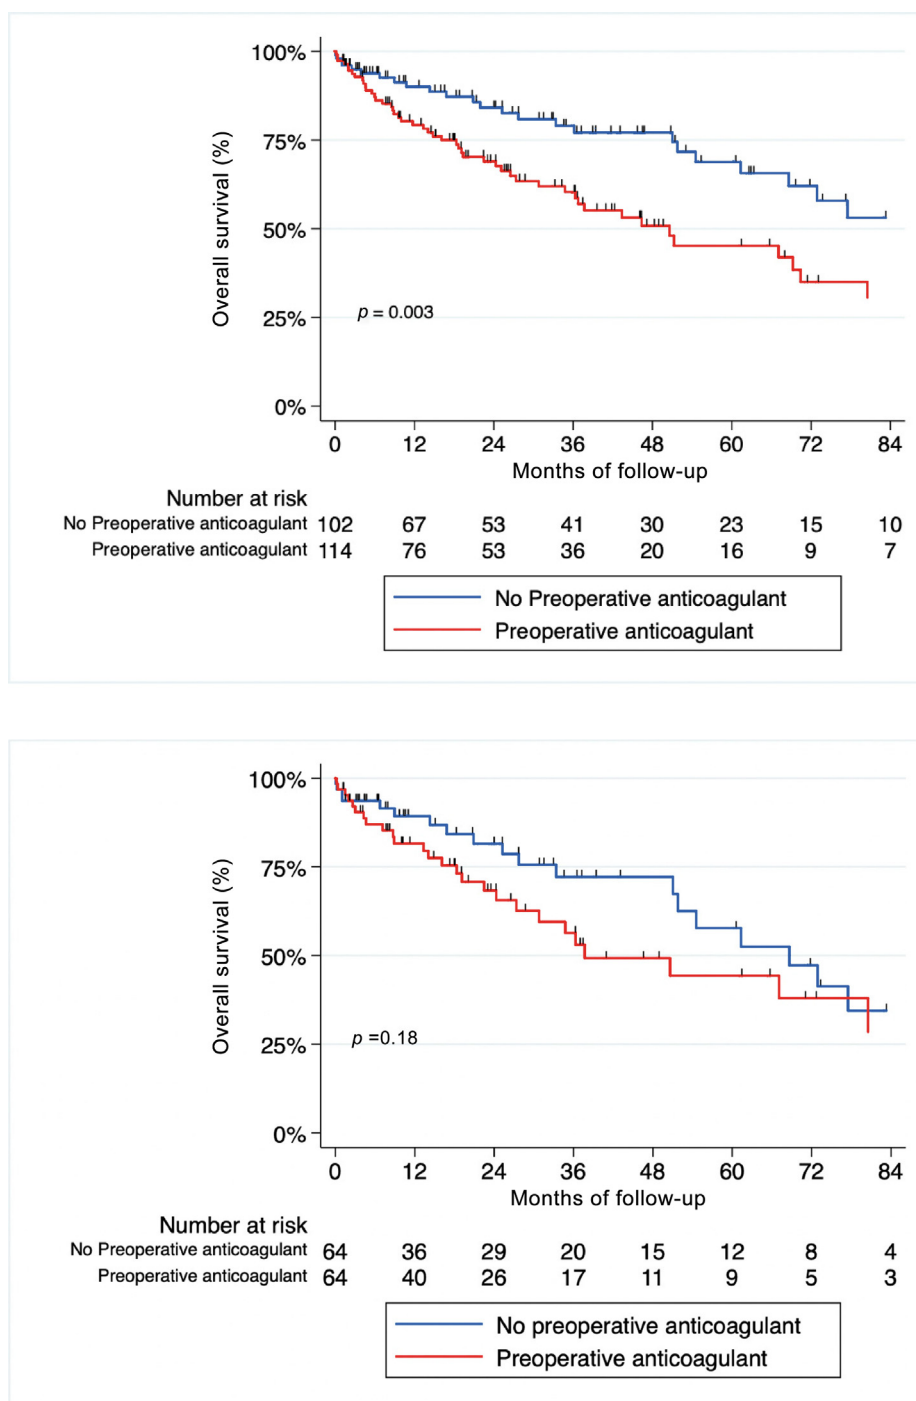 100%
75%
50%
25%
0%
Overall survival (%)
p = 0.003
0 12 24 36 48 60 72 84
Months of follow-up
Number at risk
No Preoperative anticoagulant 102 67 53 41 30 23 15 10
Preoperative anticoagulant 114 76 53 36 20 16 9 7
No Preoperative anticoagulant
Preoperative anticoagulant
100%
75%
50%
25%
0%
Overall survival (%)
p =0.18
0 12 24 36 48 60 72 84
Months of follow-up
Number at risk
No Preoperative anticoagulant 64 36 29 20 15 12 8 4
Preoperative anticoagulant 64 40 26 17 11 9 5 3
No preoperative anticoagulant
Preoperative anticoagulant